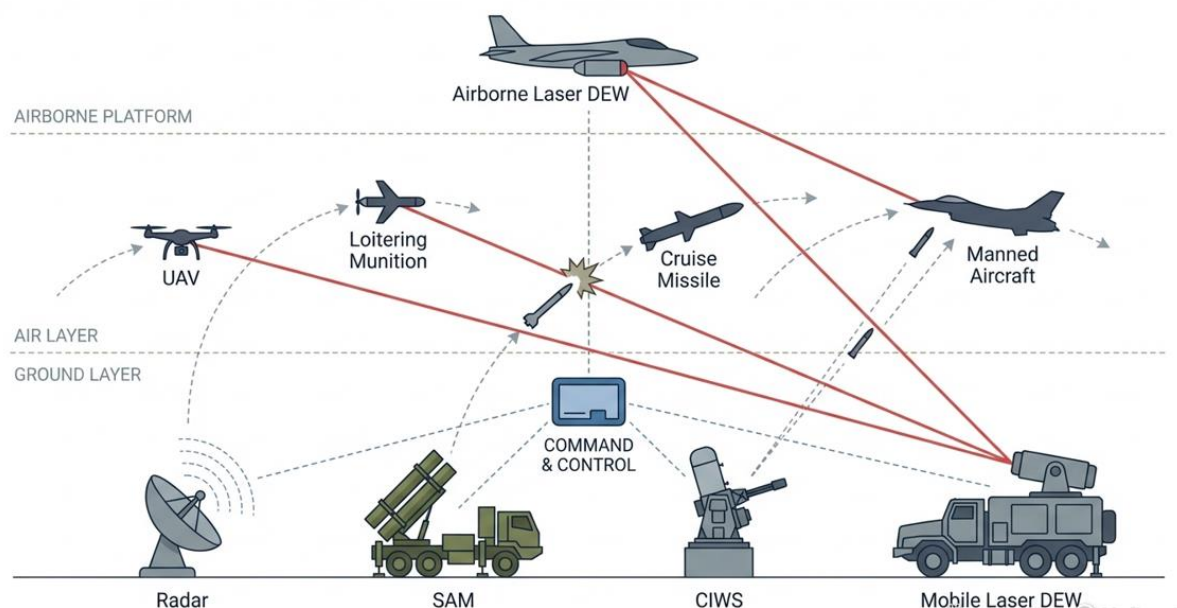 Airborne Laser DEW
AIRBORNE PLATFORM
UAV
Loitering
Munition
Cruise
Missile
Manned
Aircraft
AIR LAYER
GROUND LAYER
COMMAND
& CONTROL
Radar
SAM
CIWS
Mobile Laser DEW